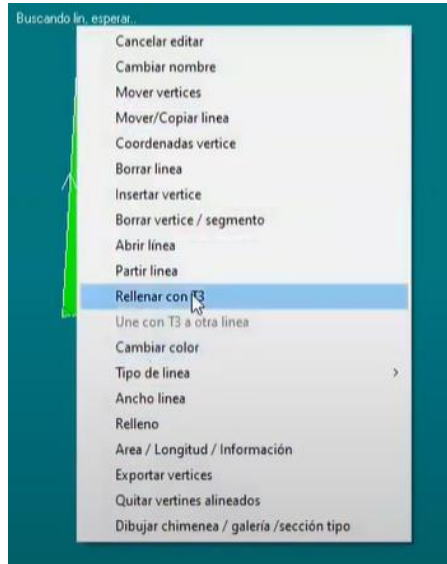 Buscando lin, esperar..
Cancelar editar
Cambiar nombre
Mover vertices
Mover/Copiar linea
Coordenadas vertice
Borrar linea
Insertar vertice
Borrar vertice / segmento
Abrir línea
Partir linea
Rellenar con T3
Une con T3 a otra linea
Cambiar color
Tipo de linea
Ancho linea
Relleno
Area / Longitud / Información
Exportar vertices
Quitar vertines alineados
Dibujar chimenea / galería /sección tipo